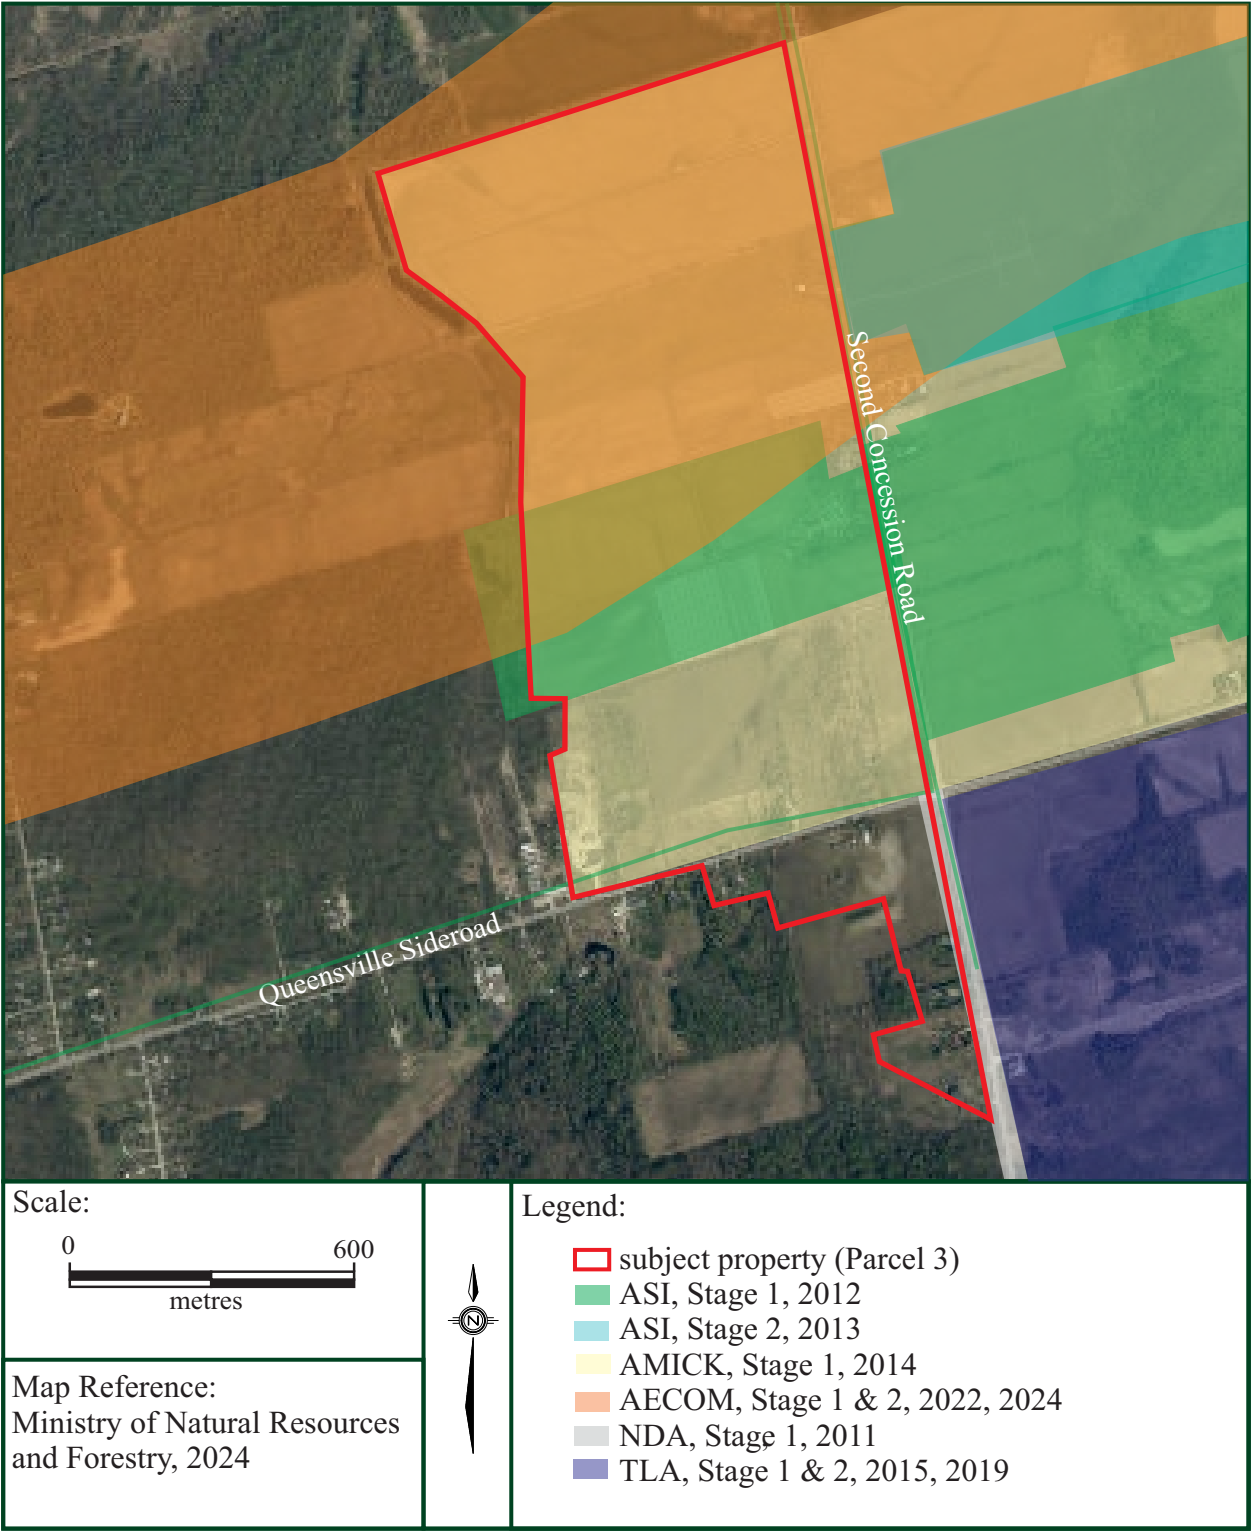 Second Concession Road
Queensville Sideroad
Scale:
0 600
metres
Map Reference:
Ministry of Natural Resources
and Forestry, 2024
N
Legend:
subject property (Parcel 3)
ASI, Stage 1, 2012
ASI, Stage 2, 2013
AMICK, Stage 1, 2014
AECOM, Stage 1 & 2, 2022, 2024
NDA, Stage 1, 2011
TLA, Stage 1 & 2, 2015, 2019